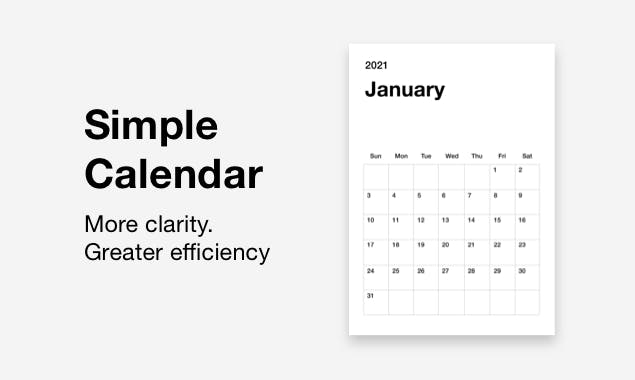 Simple
Calendar
More clarity.
Greater efficiency
2021
January
Sun Mon Tue Wed Thu Fri Sat
1 2
3 4 5 6 7 8 9
10 11 12 13 14 15 16
17 18 19 20 21 22 23
24 25 26 27 28 29 30
31